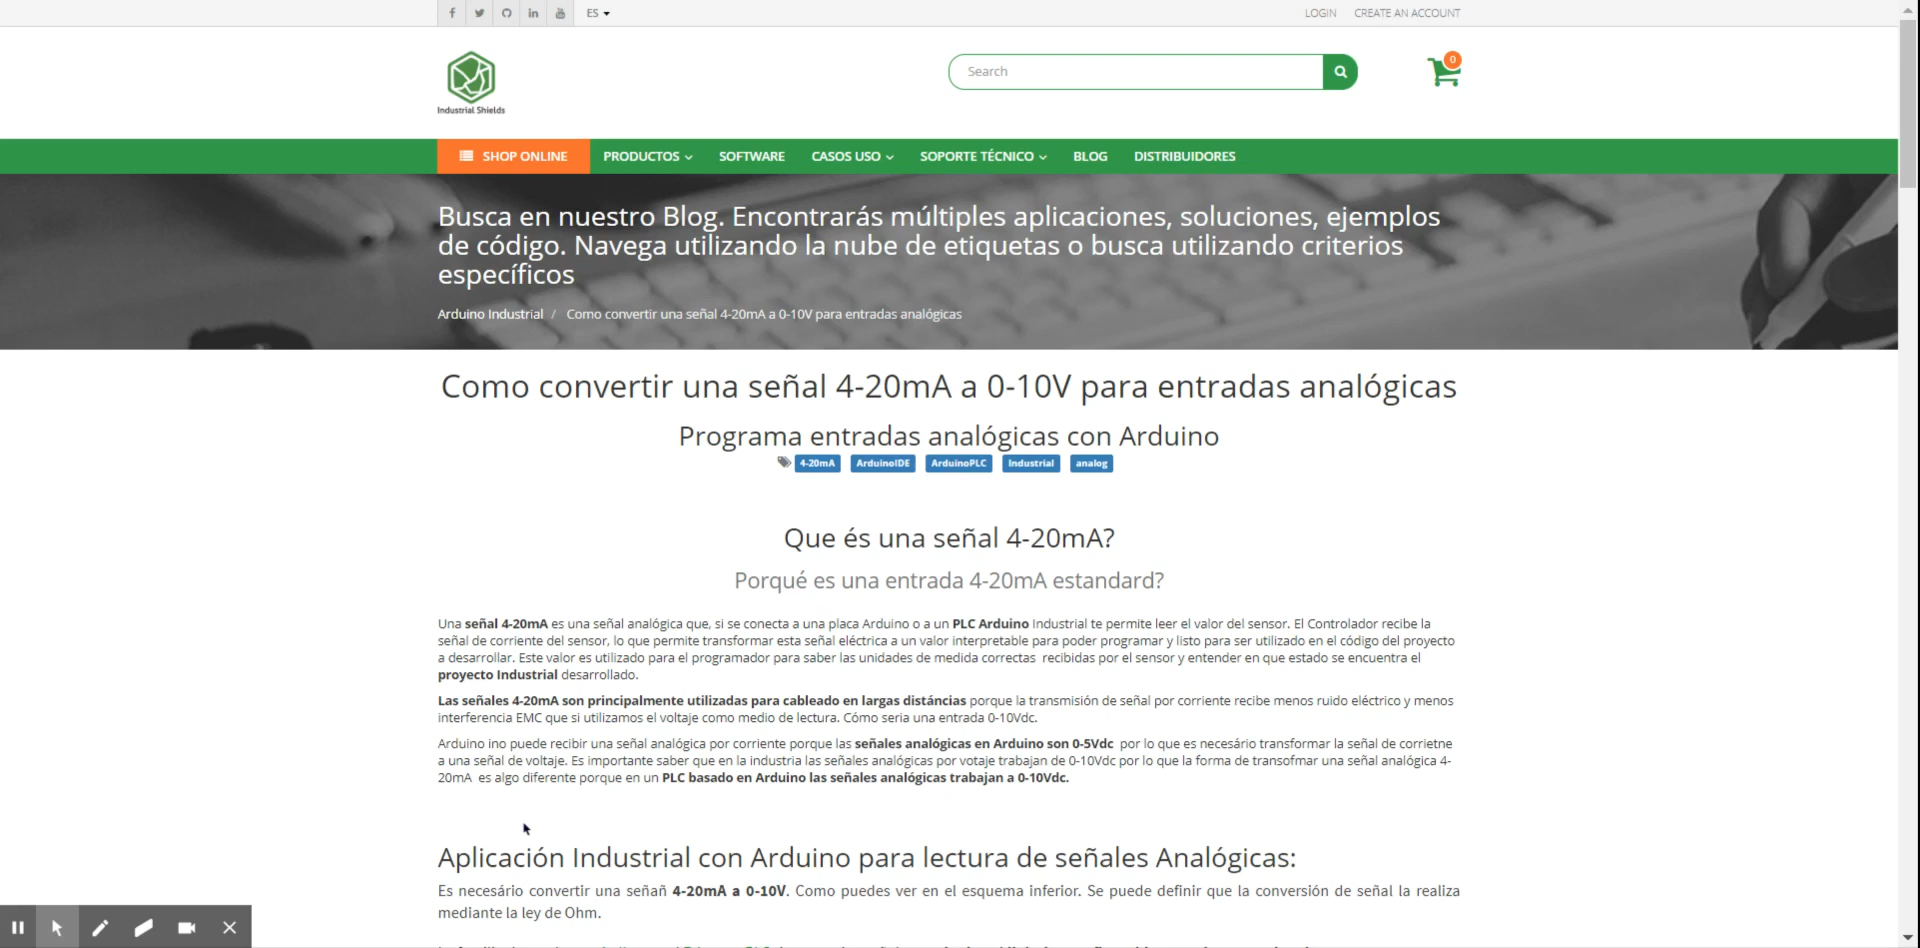 ES
LOGIN CREATE AN ACCOUNT
Industrial Shields
Search
0
SHOP ONLINE PRODUCTOS SOFTWARE CASOS USO SOPORTE TÉCNICO BLOG DISTRIBUIDORES
Busca en nuestro Blog. Encontrarás múltiples aplicaciones, soluciones, ejemplos
de código. Navega utilizando la nube de etiquetas o busca utilizando criterios
específicos
Arduino Industrial / Como convertir una señal 4-20mA a 0-10V para entradas analógicas
Como convertir una señal 4-20mA a 0-10V para entradas analógicas
Programa entradas analógicas con Arduino
4-20mA ArduinoIDE ArduinoPLC Industrial analog
Que és una señal 4-20mA?
Porqué es una entrada 4-20mA estandard?
Una señal 4-20mA es una señal analógica que, si se conecta a una placa Arduino o a un PLC Arduino Industrial te permite leer el valor del sensor. El Controlador recibe la
señal de corriente del sensor, lo que permite transformar esta señal eléctrica a un valor interpretable para poder programar y listo para ser utilizado en el código del proyecto
a desarrollar. Este valor es utilizado para el programador para saber las unidades de medida correctas recibidas por el sensor y entender en que estado se encuentra el
proyecto Industrial desarrollado.
Las señales 4-20mA son principalmente utilizadas para cableado en largas distáncias porque la transmisión de señal por corriente recibe menos ruido eléctrico y menos
interferencia EMC que si utilizamos el voltaje como medio de lectura. Cómo seria una entrada 0-10Vdc.
Arduino ino puede recibir una señal analógica por corriente porque las señales analógicas en Arduino son 0-5Vdc por lo que es necesário transformar la señal de corrietne
a una señal de voltaje. Es importante saber que en la industria las señales analógicas por votaje trabajan de 0-10Vdc por lo que la forma de transofmar una señal analógica 4-
20mA es algo diferente porque en un PLC basado en Arduino las señales analógicas trabajan a 0-10Vdc.
Aplicación Industrial con Arduino para lectura de señales Analógicas:
Es necesário convertir una señañ 4-20mA a 0-10V. Como puedes ver en el esquema inferior. Se puede definir que la conversión de señal la realiza
mediante la ley de Ohm.